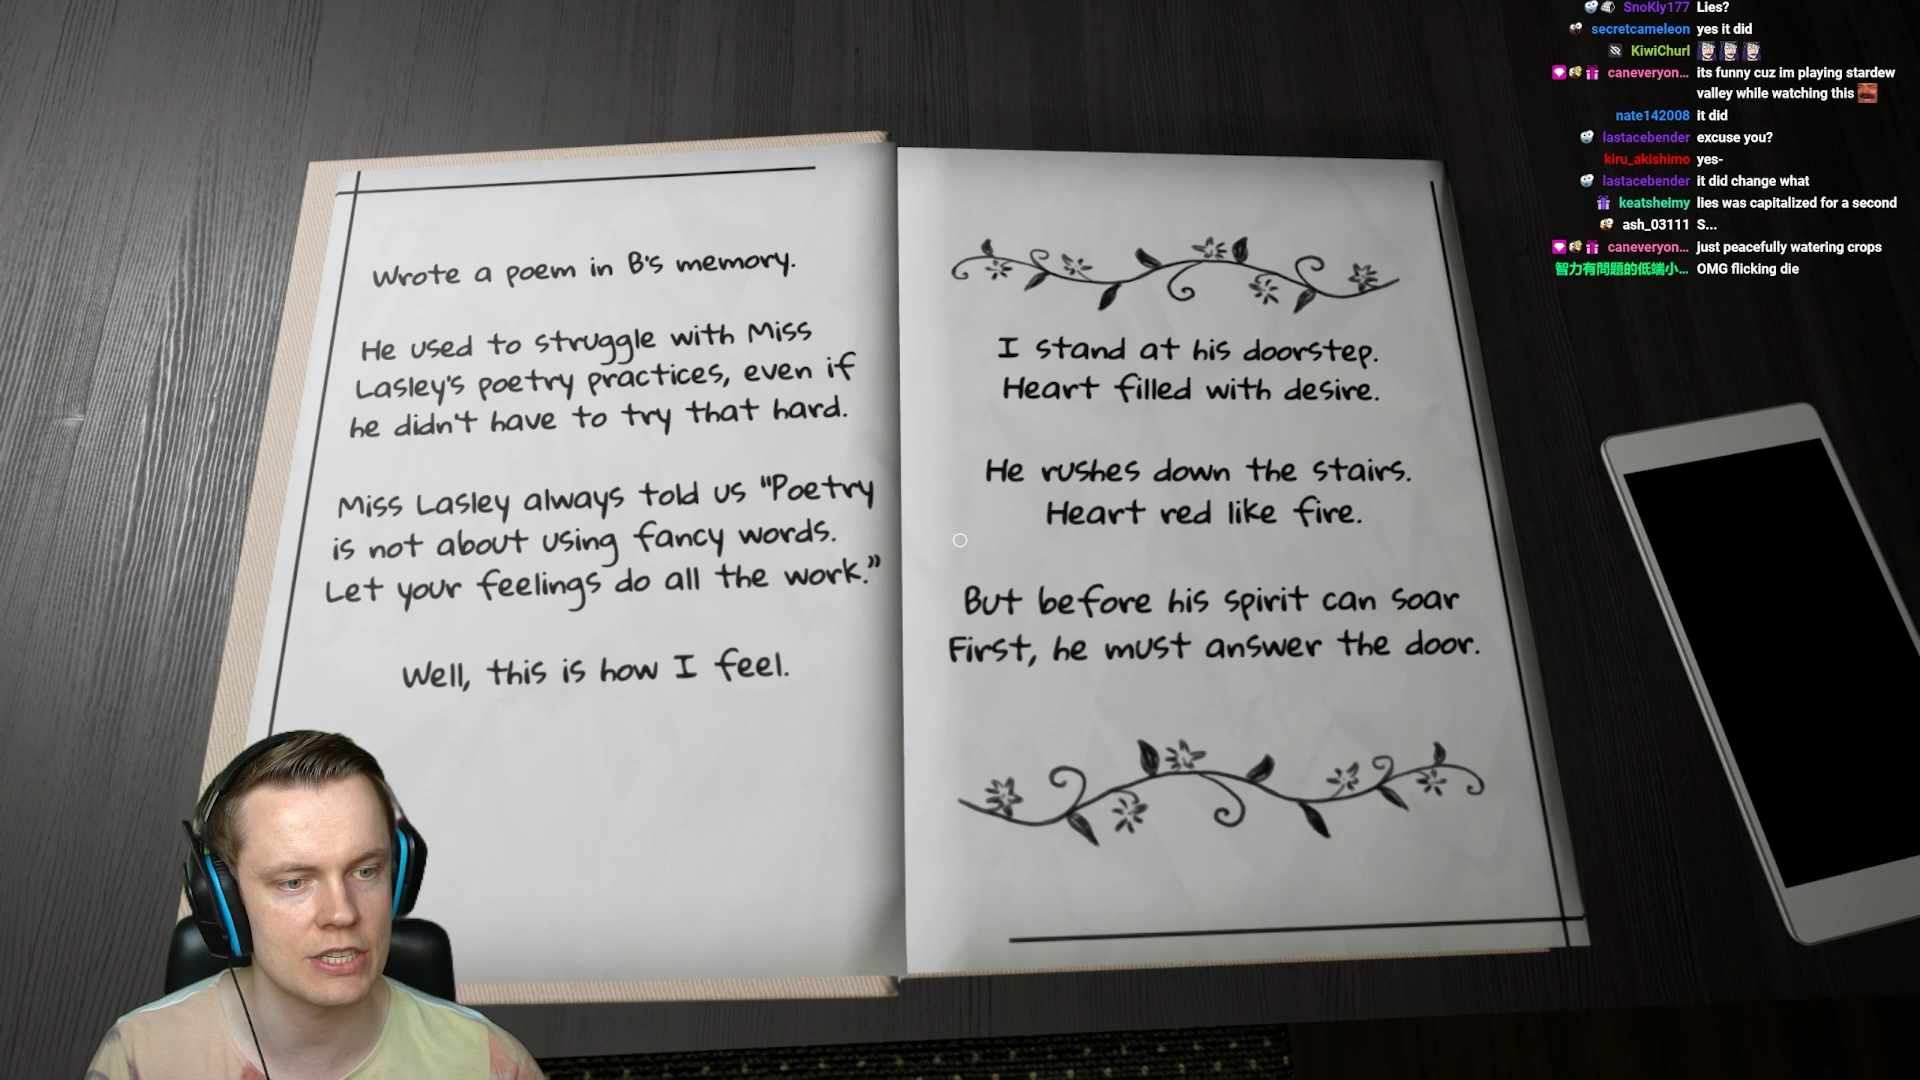 Wrote a poem in B's memory.
He used to struggle with Miss
Lasley's poetry practices, even if
he didn't have to try that hard.
Miss Lasley always told us "Poetry
is not about using fancy words.
Let your feelings do all the work."
Well, this is how I feel.
I stand at his doorstep.
Heart filled with desire.
He rushes down the stairs.
Heart red like fire.
But before his spirit can soar
First, he must answer the door.
SnoKly177 Lies?
secretcameleon yes it did
KiwiChurl
caneveryon... its funny cuz im playing stardew
valley while watching this
nate142008 it did
lastacebender excuse you?
kiru_akishimo yes-
lastacebender it did change what
keatsheimy lies was capitalized for a second
ash_03111 S...
caneveryon... just peacefully watering crops
智力有問題的低端小... OMG flicking die